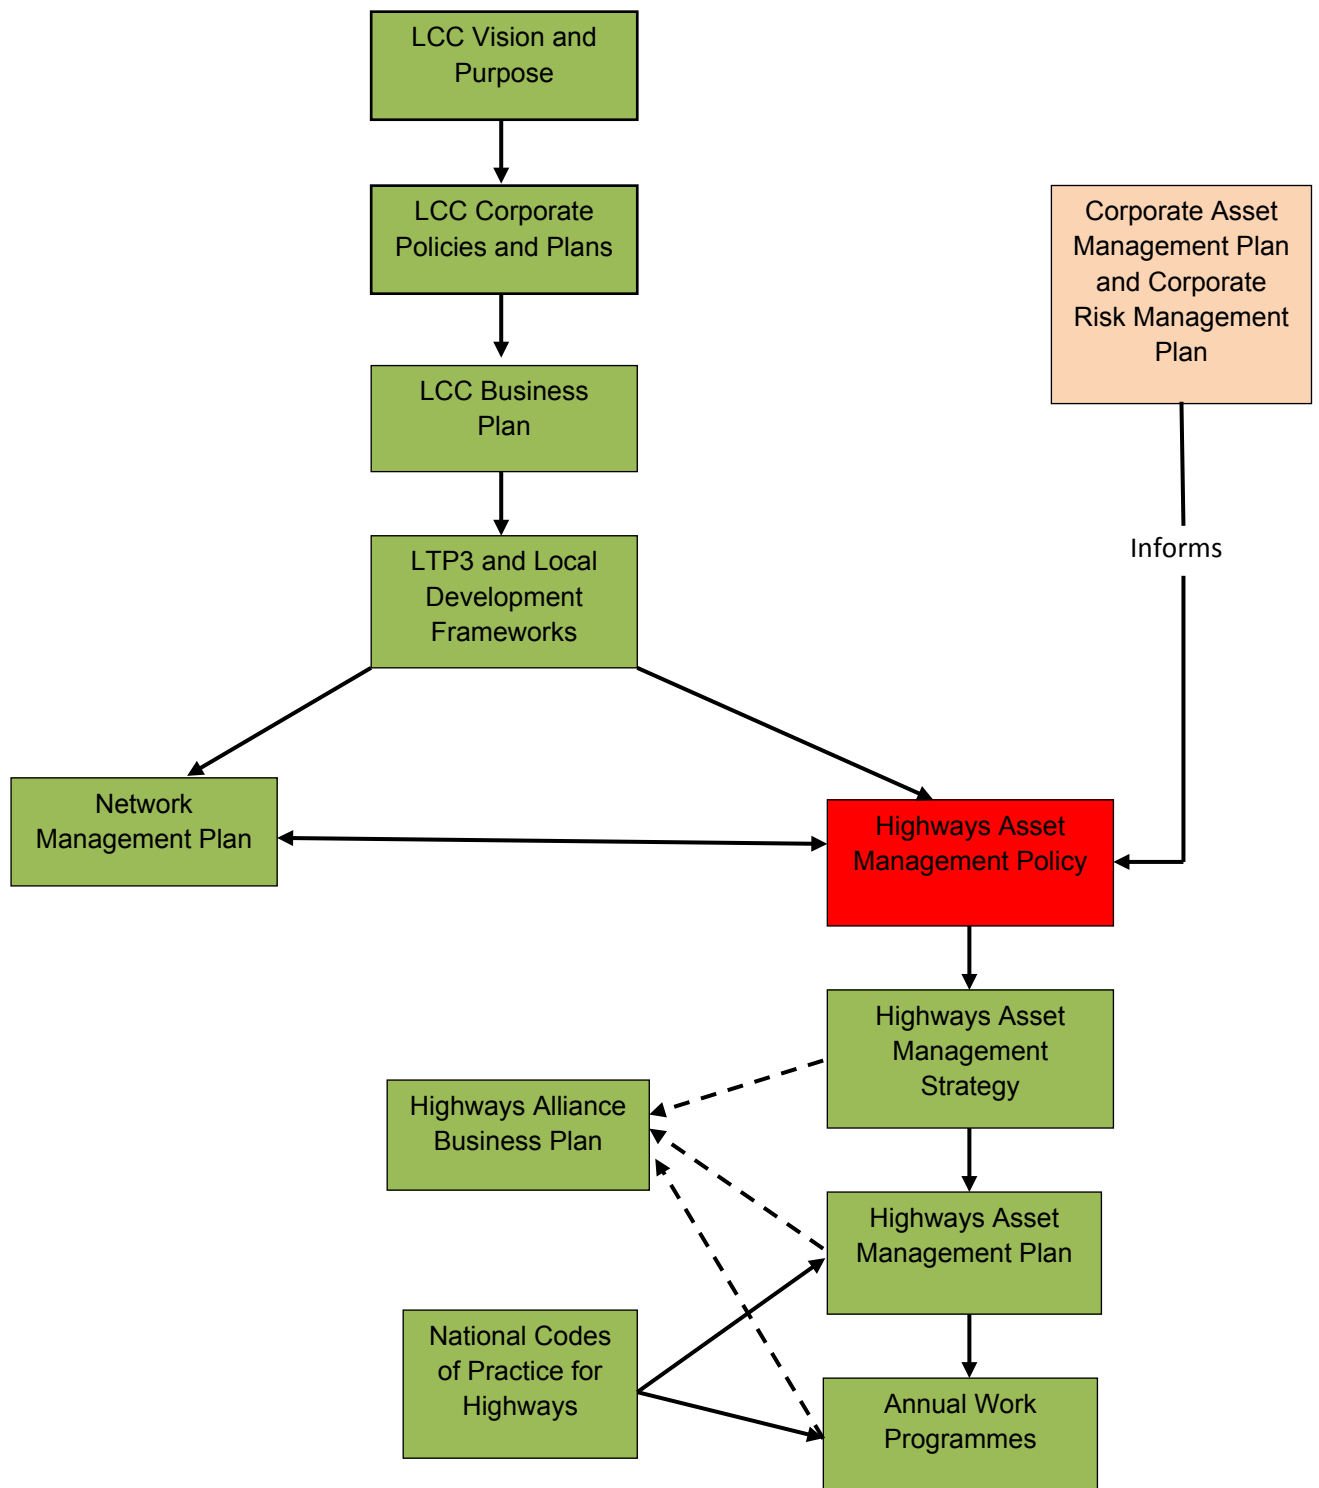 LCC Vision and
Purpose
LCC Corporate
Policies and Plans
Corporate Asset
Management Plan
and Corporate
Risk Management
Plan
LCC Business
Plan
Informs
LTP3 and Local
Development
Frameworks
Network
Management Plan
Highways Asset
Management Policy
Highways Asset
Management
Strategy
Highways Alliance
Business Plan
Highways Asset
Management Plan
National Codes
of Practice for
Highways
Annual Work
Programmes